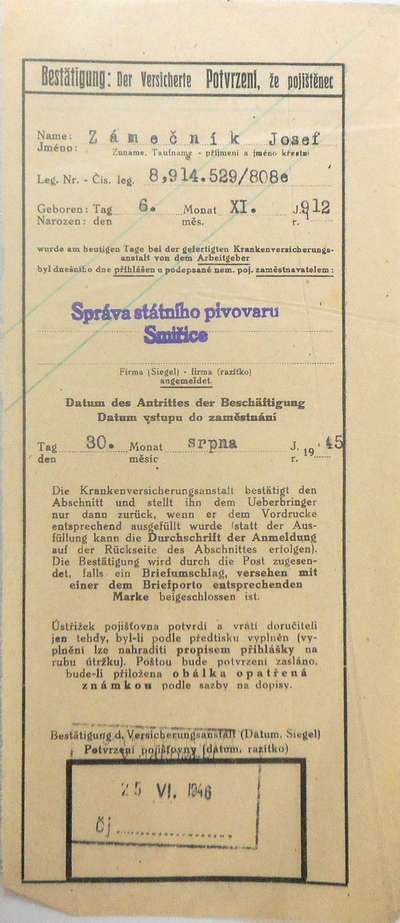 Bestätigung: Der Versicherte Potvrzení, že pojištěnec
Name: Zámečník Josef
Jméno: Zuname, Taufname - příjmení a jméno křestní
Leg. Nr. - Čís. leg. 8,914.529/808e
Geboren: Tag 6. Monat XI. J. 912
Narozen: den měs. r.
wurde am heutigen Tage bei der gefertigten Krankenversicherungs-
anstalt von dem Arbeitgeber
byl dnešního dne přihlášen u podepsané nem. poj. zaměstnavatelem:
Správa státního pivovaru
Smiřice
Firma (Siegel) - firma (razítko)
angemeldet.
Datum des Antrittes der Beschäftigung
Datum vstupu do zaměstnání
Tag 30. Monat srpna J. 19 45
den měsíc r.
Die Krankenversicherungsanstalt bestätigt den
Abschnitt und stellt ihn dem Ueberbringer
nur dann zurück, wenn er dem Vordrucke
entsprechend ausgefüllt wurde (statt der Aus-
füllung kann die Durchschrift der Anmeldung
auf der Rückseite des Abschnittes erfolgen).
Die Bestätigung wird durch die Post zugesen-
det, falls ein Briefumschlag, versehen mit
einer dem Briefporto entsprechenden
Marke beigeschlossen ist.
Ústřižek pojišťovna potvrdí a vrátí doručiteli
jen tehdy, byl-li podle předtisku vyplněn (vy-
plnění lze nahraditi propisem přihlášky na
rubu útržku). Poštou bude potvrzení zasláno,
bude-li přiložena obálka opatřená
známkou podle sazby na dopisy.
Bestätigung d. Versicherungsanstalt (Datum, Siegel)
Potvrzení pojišťovny (datum, razítko)
25 VI. 1946
čj